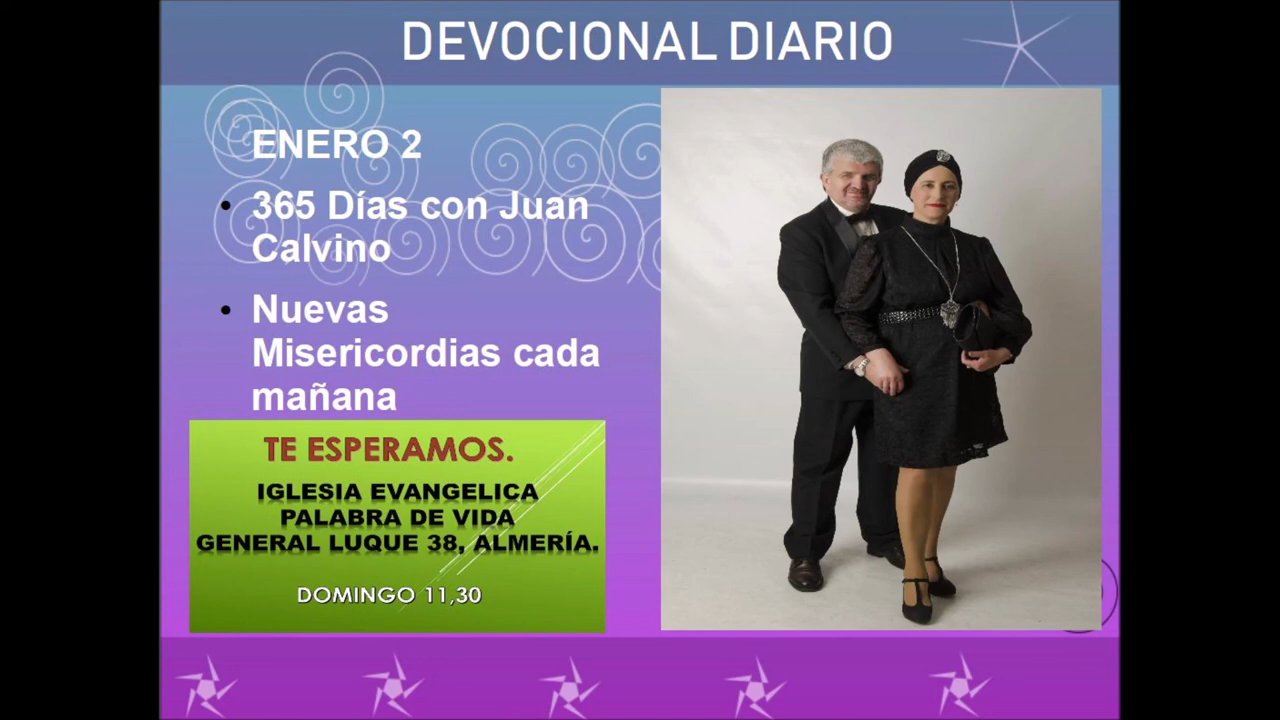 DEVOCIONAL DIARIO
ENERO 2
• 365 Días con Juan
Calvino
• Nuevas
Misericordias cada
mañana
TE ESPERAMOS.
IGLESIA EVANGELICA
PALABRA DE VIDA
GENERAL LUQUE 38, ALMERÍA.
DOMINGO 11,30